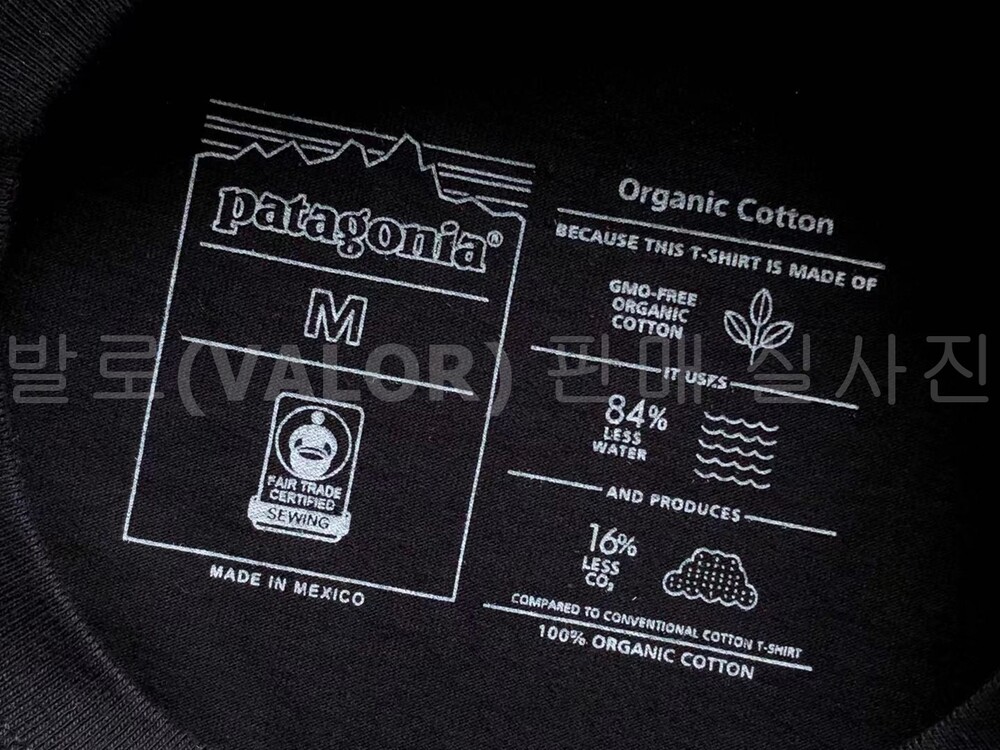 patagonia®
M
FAIR TRADE
CERTIFIED
SEWING
MADE IN MEXICO
Organic Cotton
BECAUSE THIS T-SHIRT IS MADE OF
GMO-FREE
ORGANIC
COTTON
IT USES
84%
LESS
WATER
AND PRODUCES
16%
LESS
CO₂
COMPARED TO CONVENTIONAL COTTON T-SHIRT
100% ORGANIC COTTON
발로(VALOR) 판매 실사진